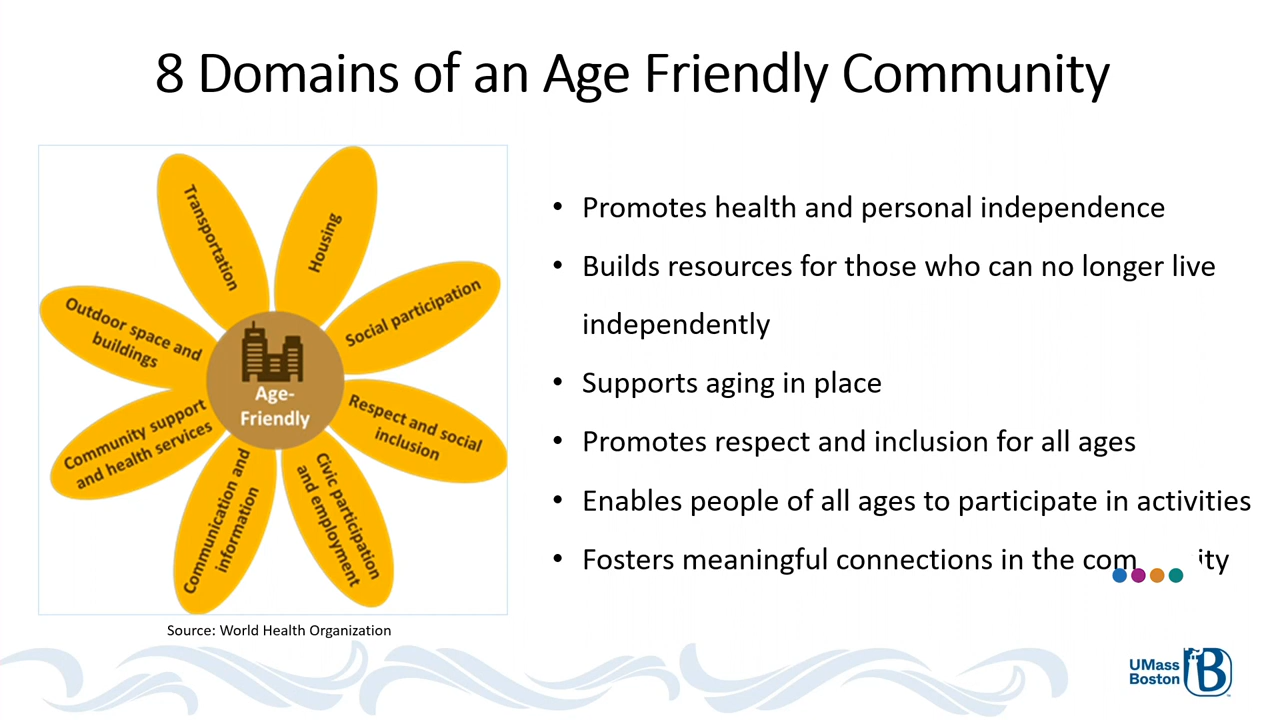 8 Domains of an Age Friendly Community
Transportation
Housing
Social participation
Respect and social
inclusion
Civic participation
and employment
Communication and
information
Community support
and health services
Outdoor space and
buildings
Age-
Friendly
Source: World Health Organization
• Promotes health and personal independence
• Builds resources for those who can no longer live
independently
• Supports aging in place
• Promotes respect and inclusion for all ages
• Enables people of all ages to participate in activities
• Fosters meaningful connections in the
UMass
Boston
B